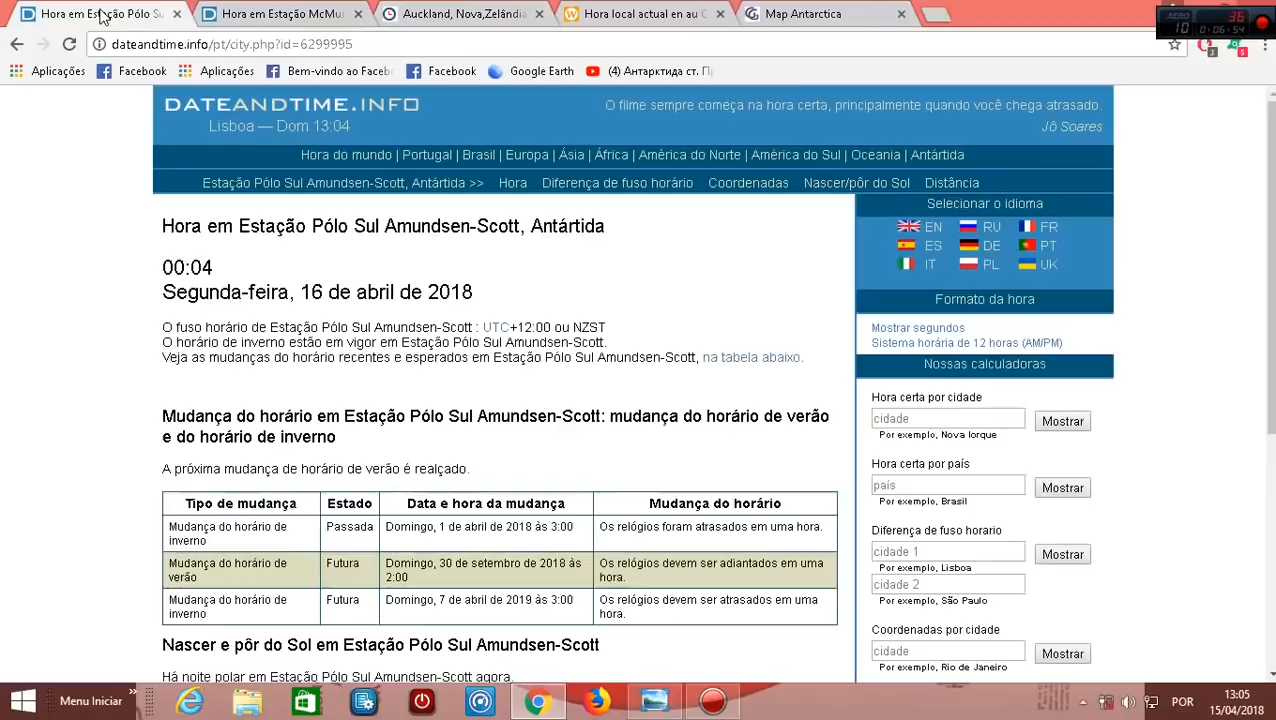 Hora em Estação Pólo Su
Hora em Estação McMu
Auckland
Map An
AERO
36
10
0:06:54
dateandtime.info/pt/city.php?id=6299995
Aplicações
Facebook
Aplicações
Bem-vindo ao Faceb
Faceb
Earth
(4) Антарктида ст.
DATEANDTIME.INFO
Lisboa — Dom 13:04
O filme sempre começa na hora certa, principalmente quando você chega atrasado.
Jô Soares
Hora do mundo | Portugal | Brasil | Europa | Ásia | África | América do Norte | América do Sul | Oceania | Antártida
Estação Pólo Sul Amundsen-Scott, Antártida >> Hora Diferença de fuso horário Coordenadas Nascer/pôr do Sol Distância
Hora em Estação Pólo Sul Amundsen-Scott, Antártida
00:04
Segunda-feira, 16 de abril de 2018
O fuso horário de Estação Pólo Sul Amundsen-Scott : UTC+12:00 ou NZST
O horário de inverno estão em vigor em Estação Pólo Sul Amundsen-Scott.
Veja as mudanças do horário recentes e esperados em Estação Pólo Sul Amundsen-Scott, na tabela abaixo.
Mudança do horário em Estação Pólo Sul Amundsen-Scott: mudança do horário de verão
e do horário de inverno
A próxima mudança de horário de verão é realçado.
Tipo de mudança Estado Data e hora da mudança Mudança do horário
Mudança do horário de
inverno
Passada
Domingo, 1 de abril de 2018 às 3:00
Os relógios foram atrasados em uma hora.
Mudança do horário de
verão
Futura
Domingo, 30 de setembro de 2018 às
2:00
Os relógios devem ser adiantados em uma
hora.
Mudança do horário de
inverno
Futura
Domingo, 7 de abril de 2019 às 3:00
Os relógios devem ser atrasados em uma
hora.
Nascer e pôr do Sol em Estação Pólo Sul Amundsen-Scott
Há noite polar em Estação Pólo Sul Amundsen-Scott agora.
Selecionar o idioma
EN RU FR
ES DE PT
IT PL UK
Formato da hora
Mostrar segundos
Sistema horária de 12 horas (AM/PM)
Nossas calculadoras
Hora certa por cidade
cidade Mostrar
Por exemplo, Nova Iorque
Hora certa por país
país Mostrar
Por exemplo, Brasil
Diferença de fuso horario
cidade 1 Mostrar
Por exemplo, Lisboa
cidade 2
Por exemplo, São Paulo
Coordenadas por cidade
cidade Mostrar
Por exemplo, Rio de Janeiro
Menu Iniciar
POR
13:05
15/04/2018